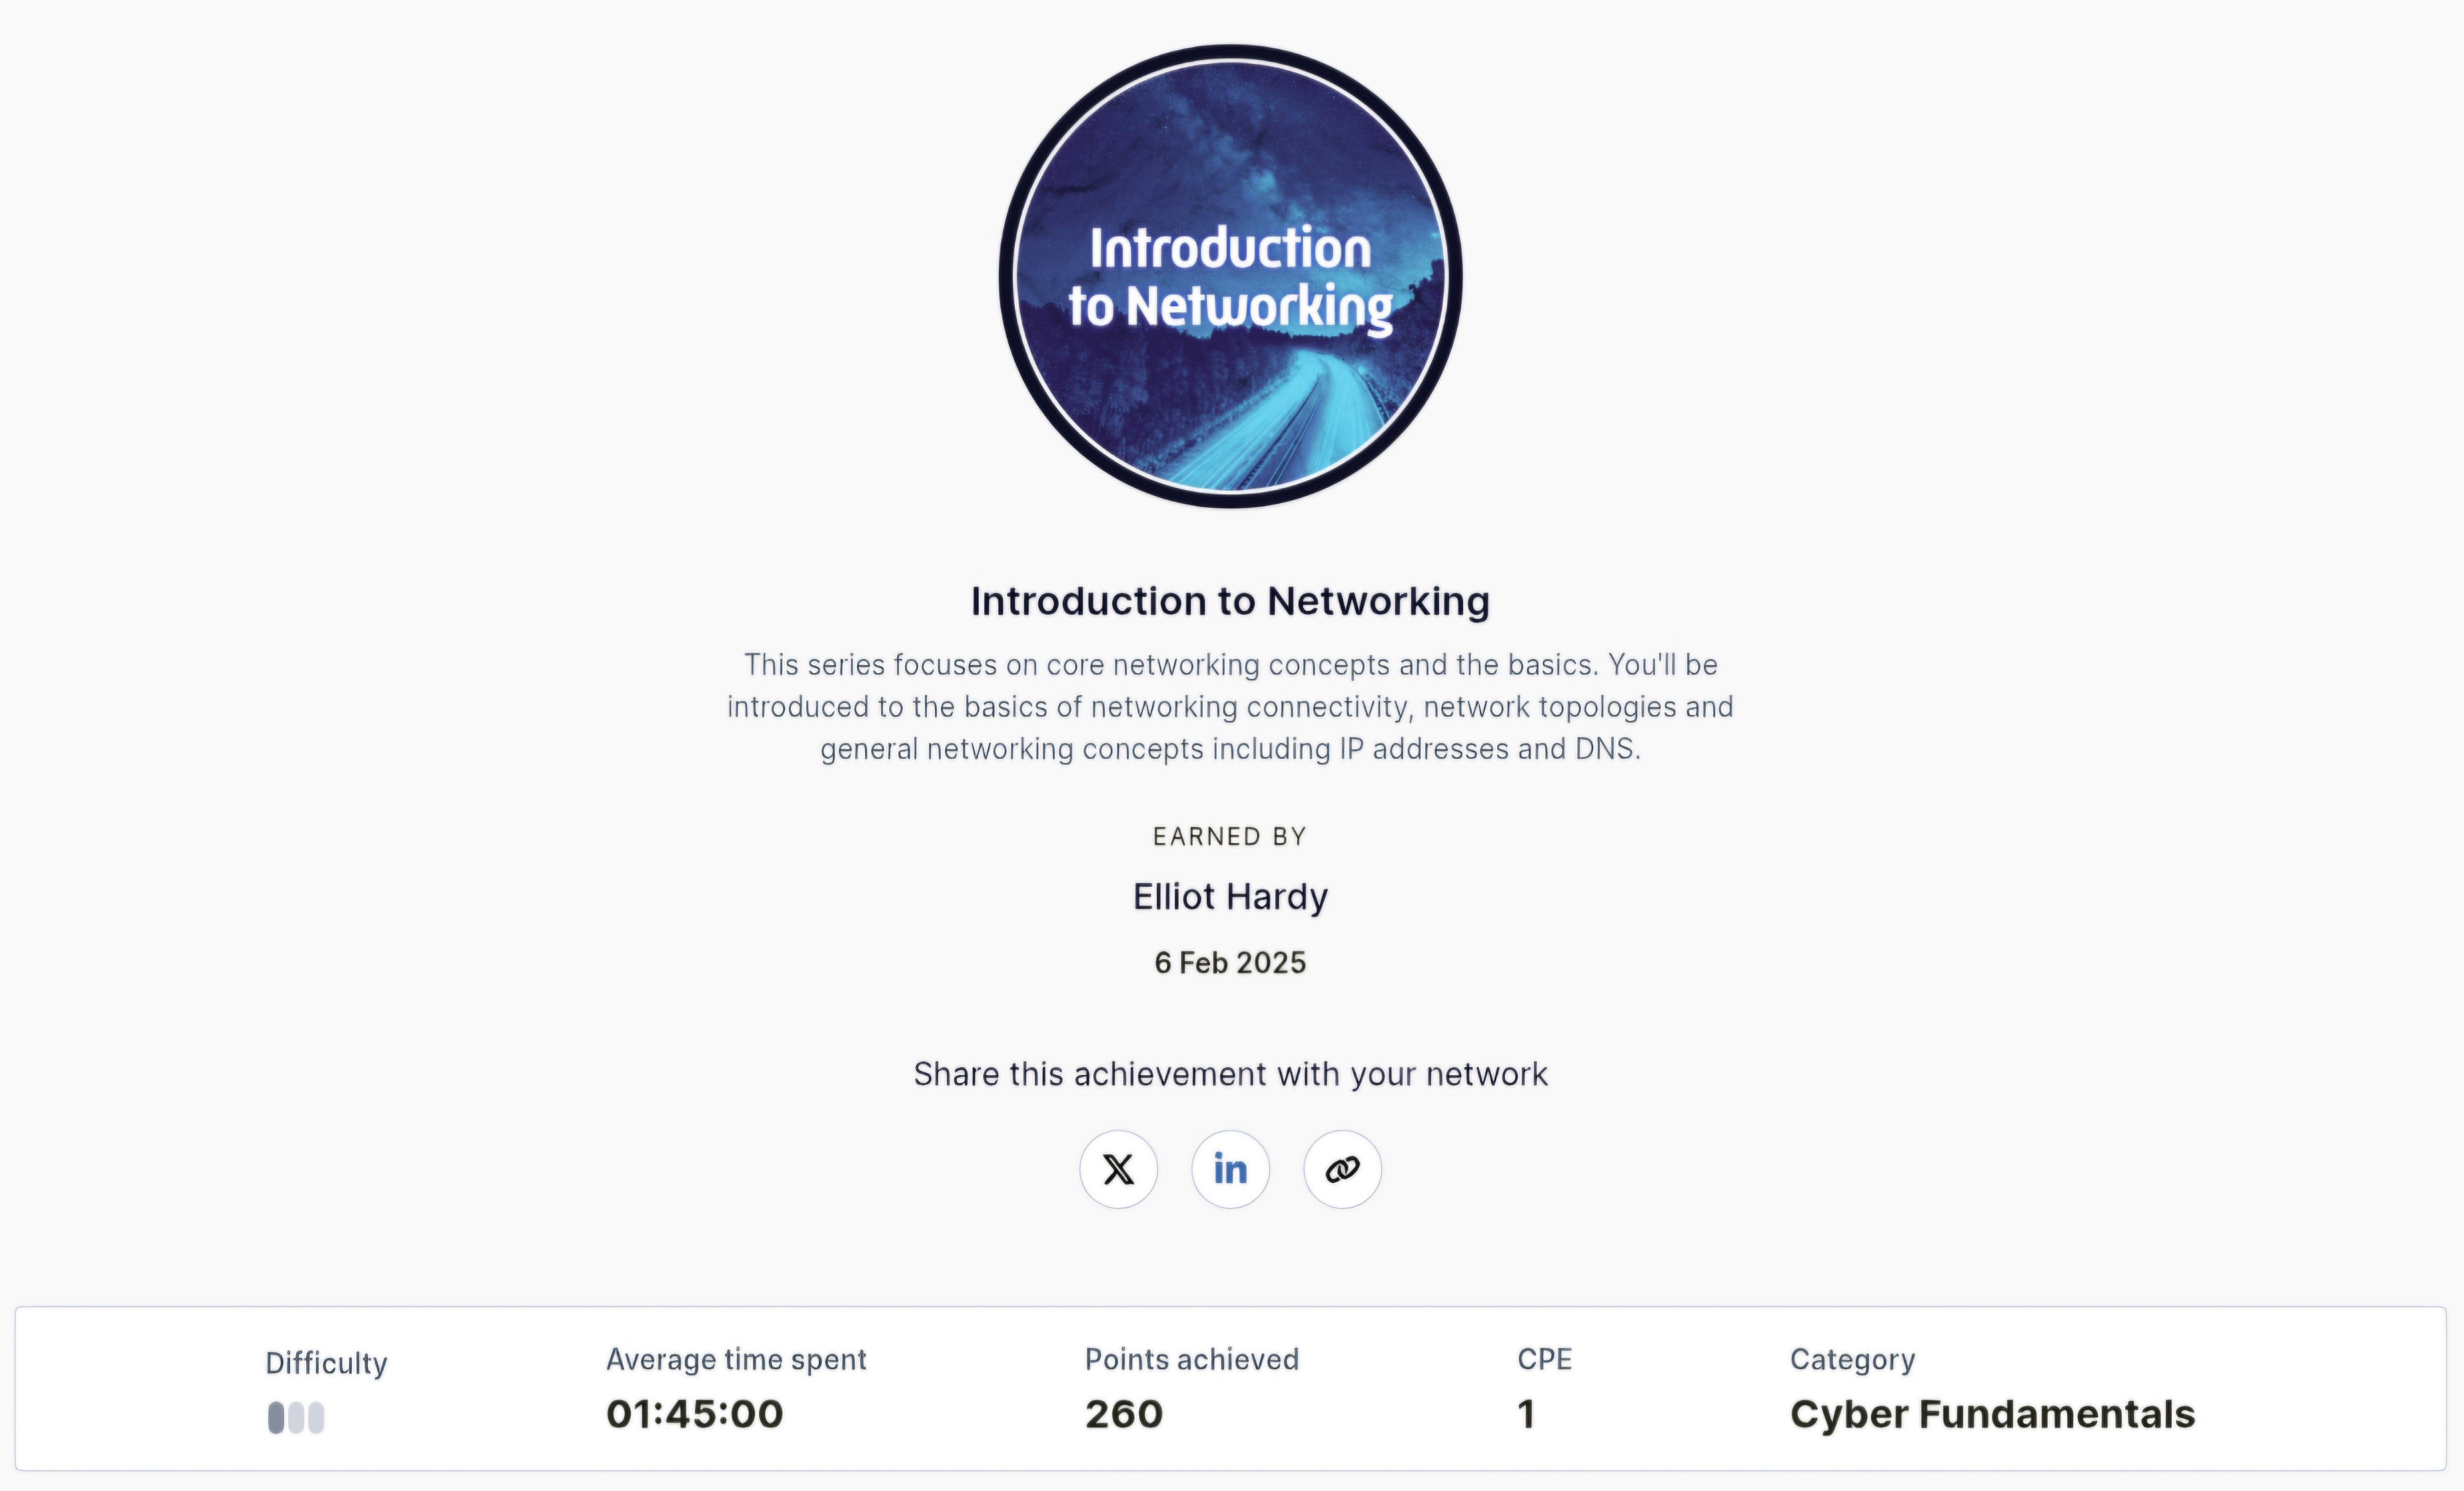 Introduction
to Networking
Introduction to Networking
This series focuses on core networking concepts and the basics. You'll be
introduced to the basics of networking connectivity, network topologies and
general networking concepts including IP addresses and DNS.
EARNED BY
Elliot Hardy
6 Feb 2025
Share this achievement with your network
X in
Difficulty
Average time spent
01:45:00
Points achieved
260
CPE
1
Category
Cyber Fundamentals